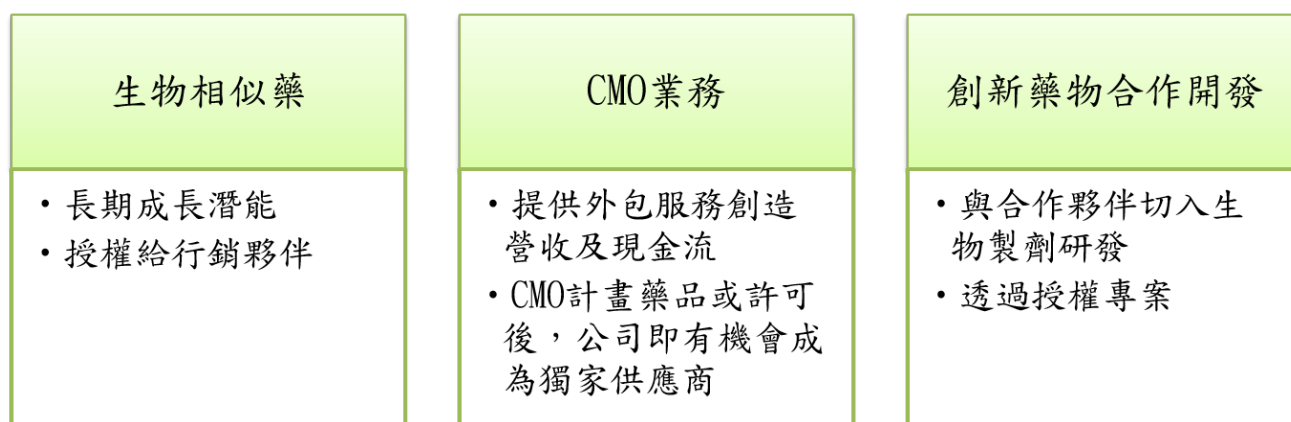 生物相似藥
・長期成長潛能
・授權給行銷夥伴
CMO業務
・提供外包服務創造
營收及現金流
・CMO計畫藥品或許可
後，公司即有機會成
為獨家供應商
創新藥物合作開發
・與合作夥伴切入生
物製劑研發
・透過授權專案